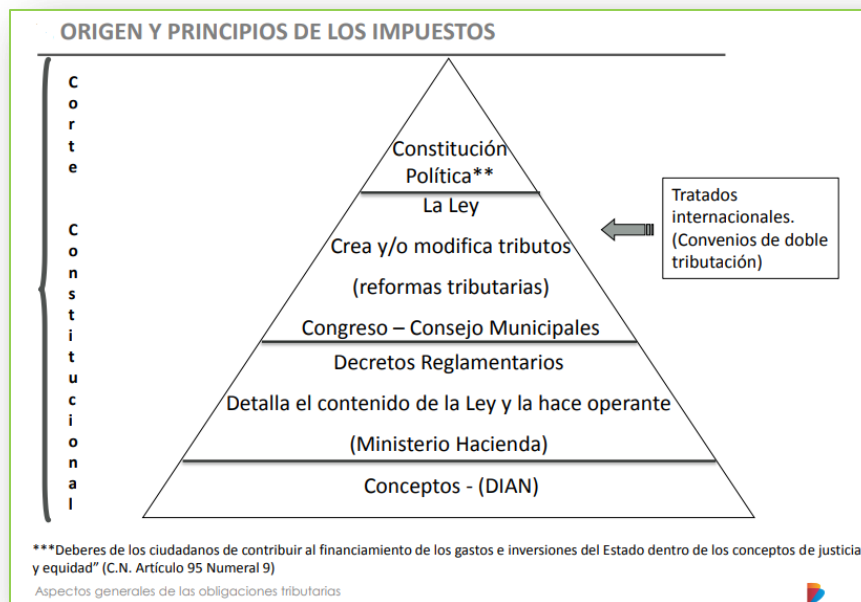 ORIGEN Y PRINCIPIOS DE LOS IMPUESTOS
Corte Constitucional
Constitución
Política**
La Ley
Crea y/o modifica tributos
(reformas tributarias)
Congreso – Consejo Municipales
Tratados
internacionales.
(Convenios de doble
tributación)
Decretos Reglamentarios
Detalla el contenido de la Ley y la hace operante
(Ministerio Hacienda)
Conceptos - (DIAN)
***Deberes de los ciudadanos de contribuir al financiamiento de los gastos e inversiones del Estado dentro de los conceptos de justicia
y equidad” (C.N. Artículo 95 Numeral 9)
Aspectos generales de las obligaciones tributarias